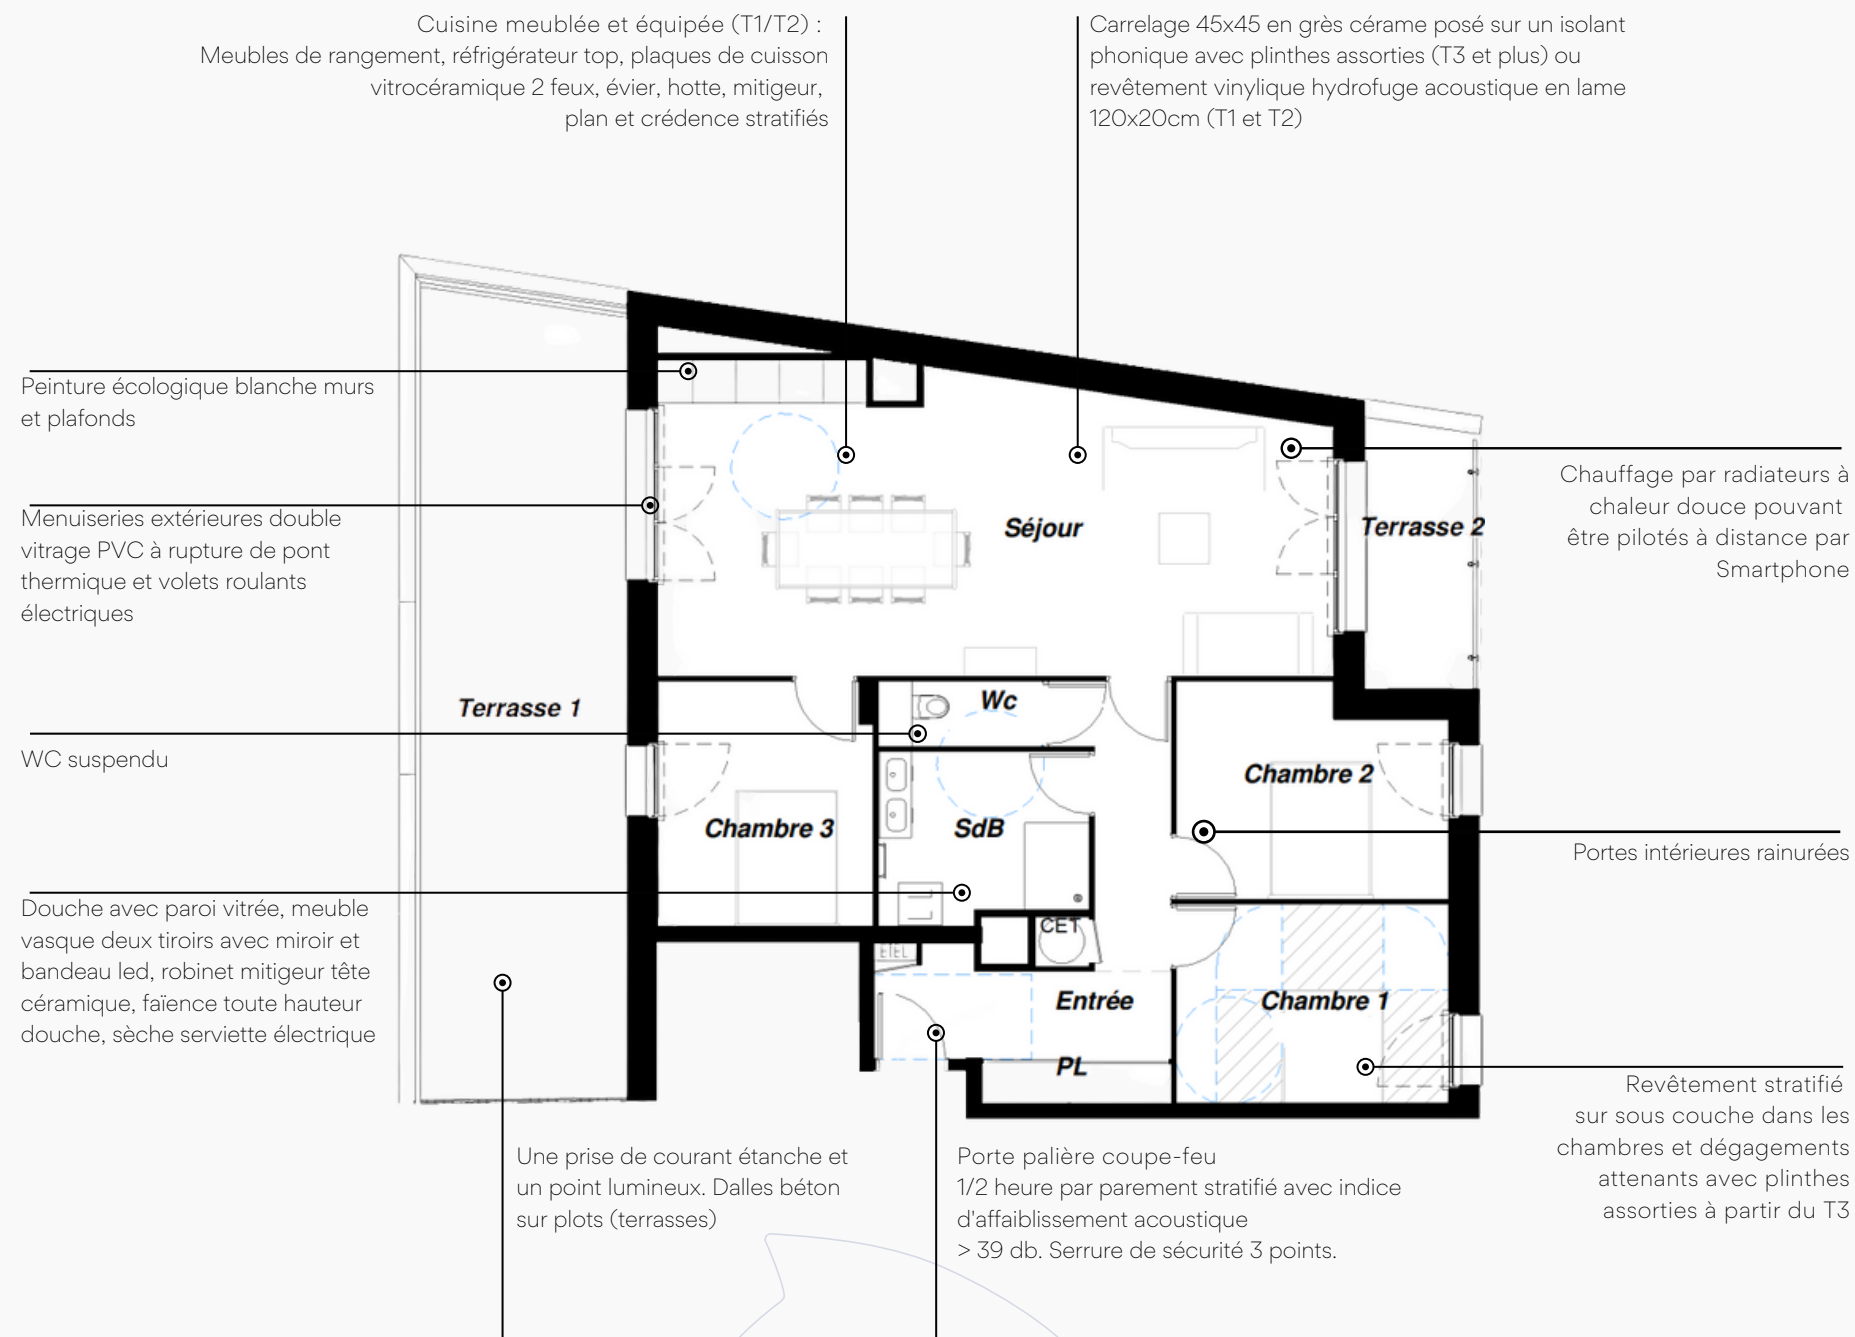 Cuisine meublée et équipée (T1/T2) :
Meubles de rangement, réfrigérateur top, plaques de cuisson
vitrocéramique 2 feux, évier, hotte, mitigeur,
plan et crédence stratifiés
Carrelage 45x45 en grès cérame posé sur un isolant
phonique avec plinthes assorties (T3 et plus) ou
revêtement vinylique hydrofuge acoustique en lame
120x20cm (T1 et T2)
Peinture écologique blanche murs
et plafonds
Menuiseries extérieures double
vitrage PVC à rupture de pont
thermique et volets roulants
électriques
Chauffage par radiateurs à
chaleur douce pouvant
être pilotés à distance par
Smartphone
Séjour
Terrasse 2
Terrasse 1
Wc
WC suspendu
Chambre 2
Chambre 3
SdB
Portes intérieures rainurées
Douche avec paroi vitrée, meuble
vasque deux tiroirs avec miroir et
bandeau led, robinet mitigeur tête
céramique, faïence toute hauteur
douche, sèche serviette électrique
CET
ETEL
Entrée
Chambre 1
PL
Revêtement stratifié
sur sous couche dans les
chambres et dégagements
attenants avec plinthes
assorties à partir du T3
Une prise de courant étanche et
un point lumineux. Dalles béton
sur plots (terrasses)
Porte palière coupe-feu
1/2 heure par parement stratifié avec indice
d'affaiblissement acoustique
> 39 db. Serrure de sécurité 3 points.